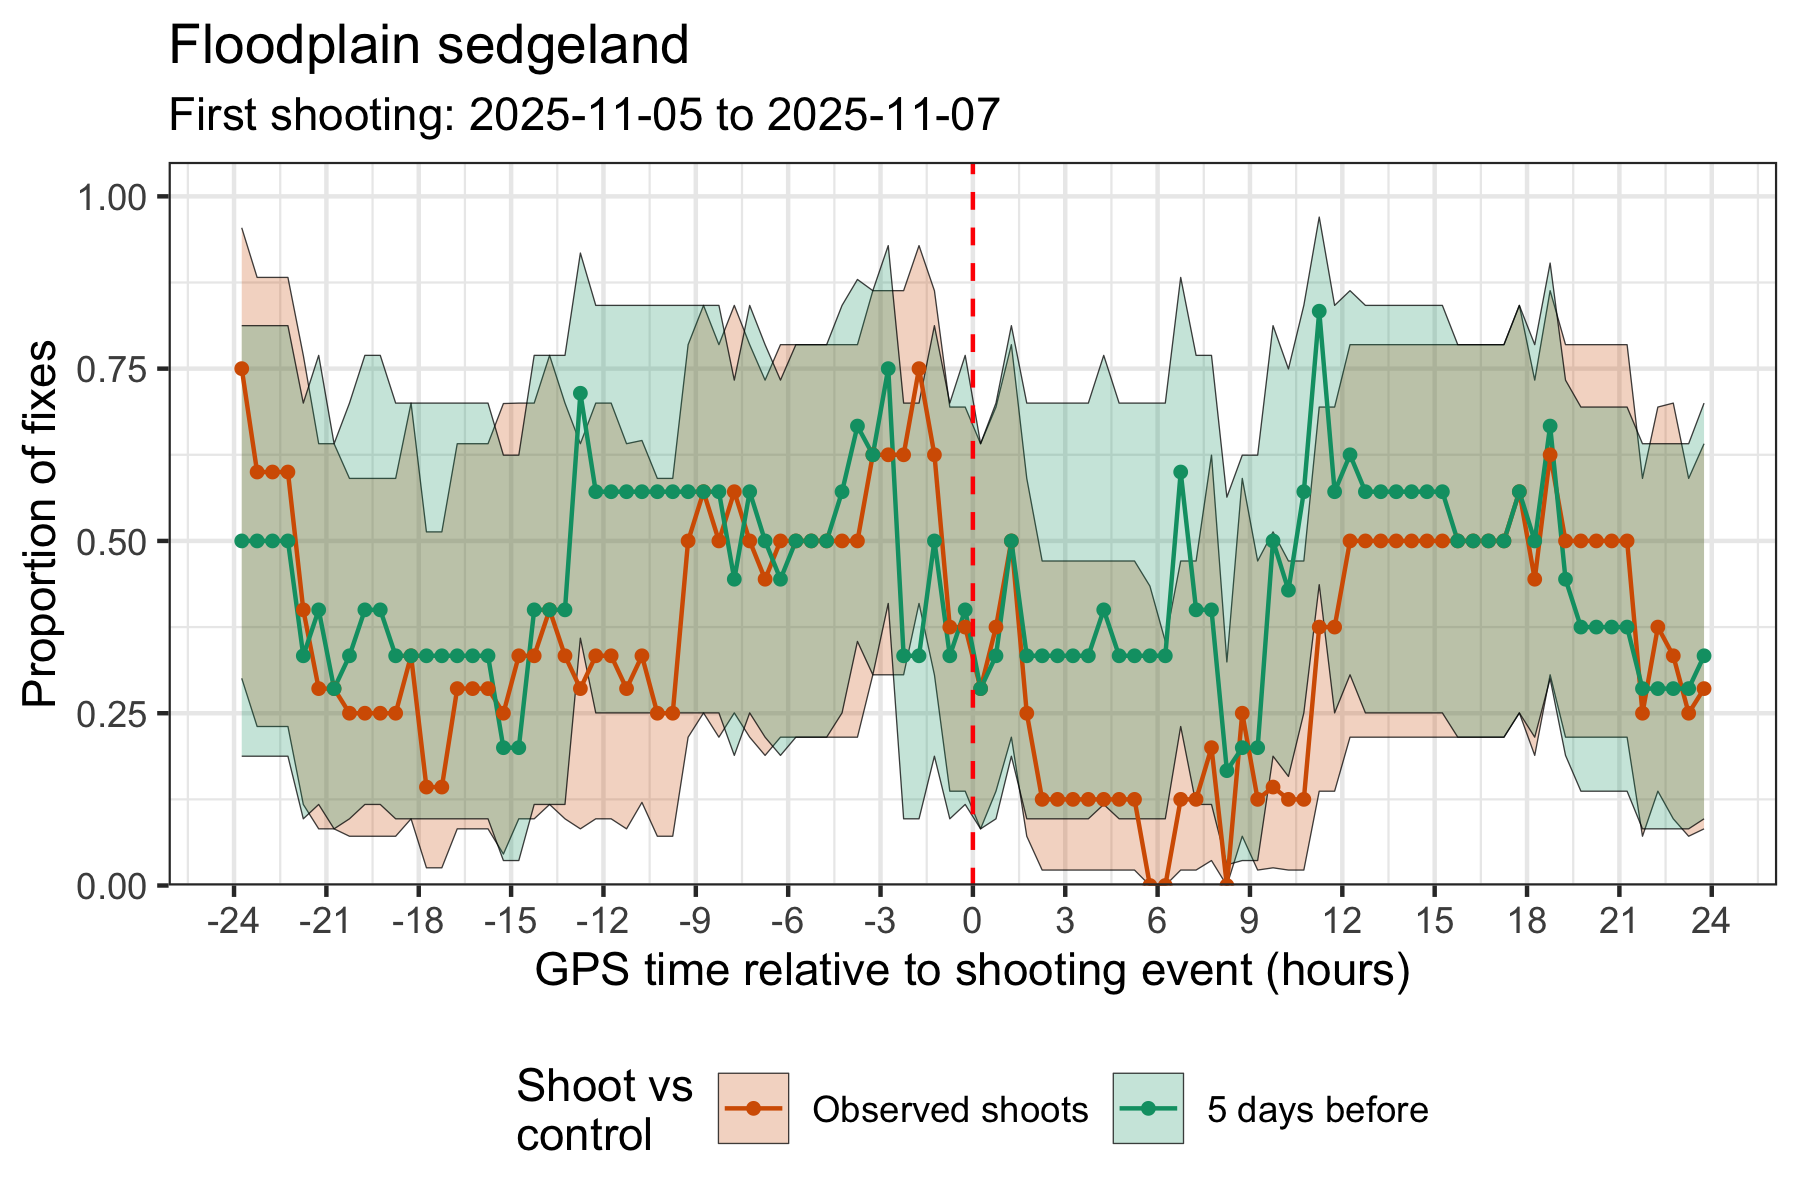 Floodplain sedgeland
First shooting: 2025-11-05 to 2025-11-07
Proportion of fixes
1.00
0.75
0.50
0.25
0.00
-24 -21 -18 -15 -12 -9 -6 -3 0 3 6 9 12 15 18 21 24
GPS time relative to shooting event (hours)
Shoot vs
control
Observed shoots
5 days before